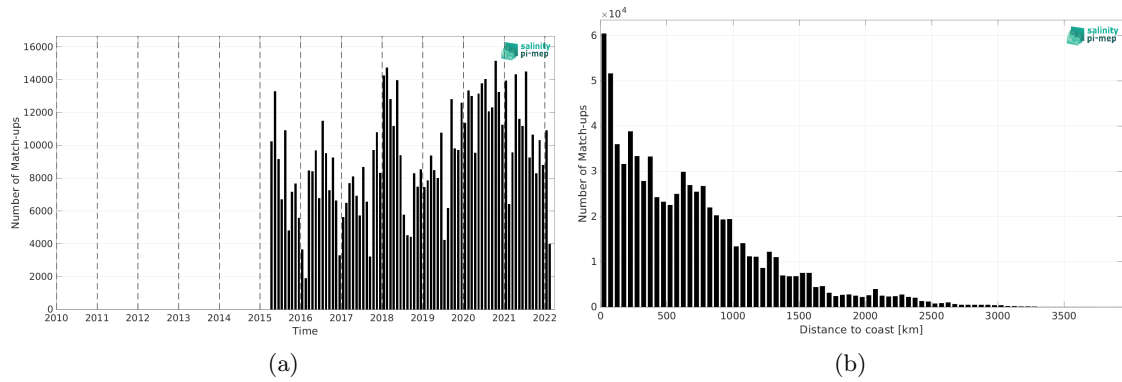 salinity
pi-mep
Number of Match-ups
16000
14000
12000
10000
8000
6000
4000
2000
0
2010 2011 2012 2013 2014 2015 2016 2017 2018 2019 2020 2021 2022
Time
(a)
×10⁴
salinity
pi-mep
Number of Match-ups
6
5
4
3
2
1
0
0 500 1000 1500 2000 2500 3000 3500
Distance to coast [km]
(b)